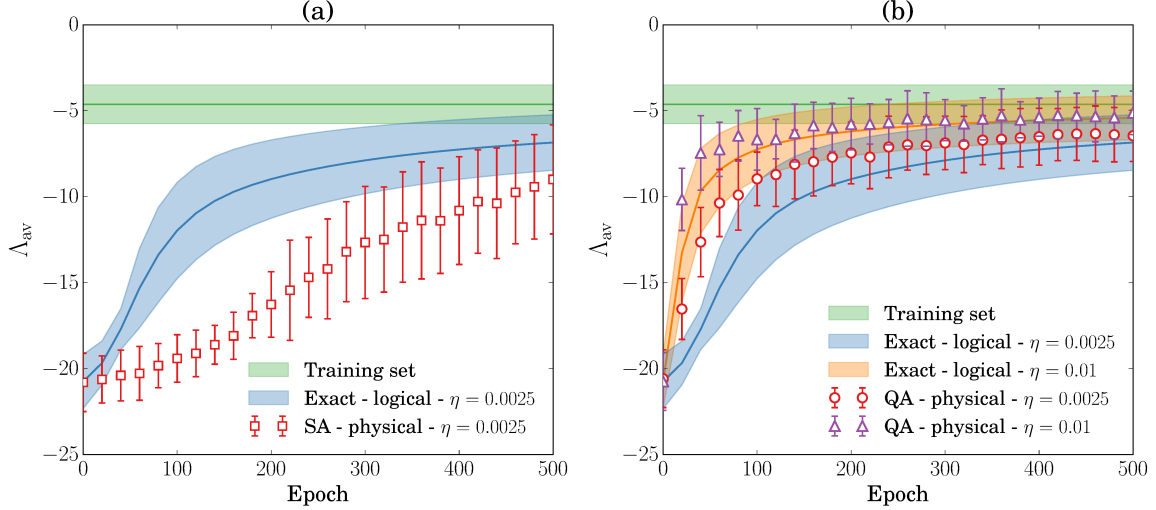 (a)
0
−5
−10
−15
−20
−25
Λav
Training set
Exact - logical - η = 0.0025
SA - physical - η = 0.0025
0 100 200 300 400 500
Epoch
(b)
0
−5
−10
−15
−20
−25
Λav
Training set
Exact - logical - η = 0.0025
Exact - logical - η = 0.01
QA - physical - η = 0.0025
QA - physical - η = 0.01
0 100 200 300 400 500
Epoch